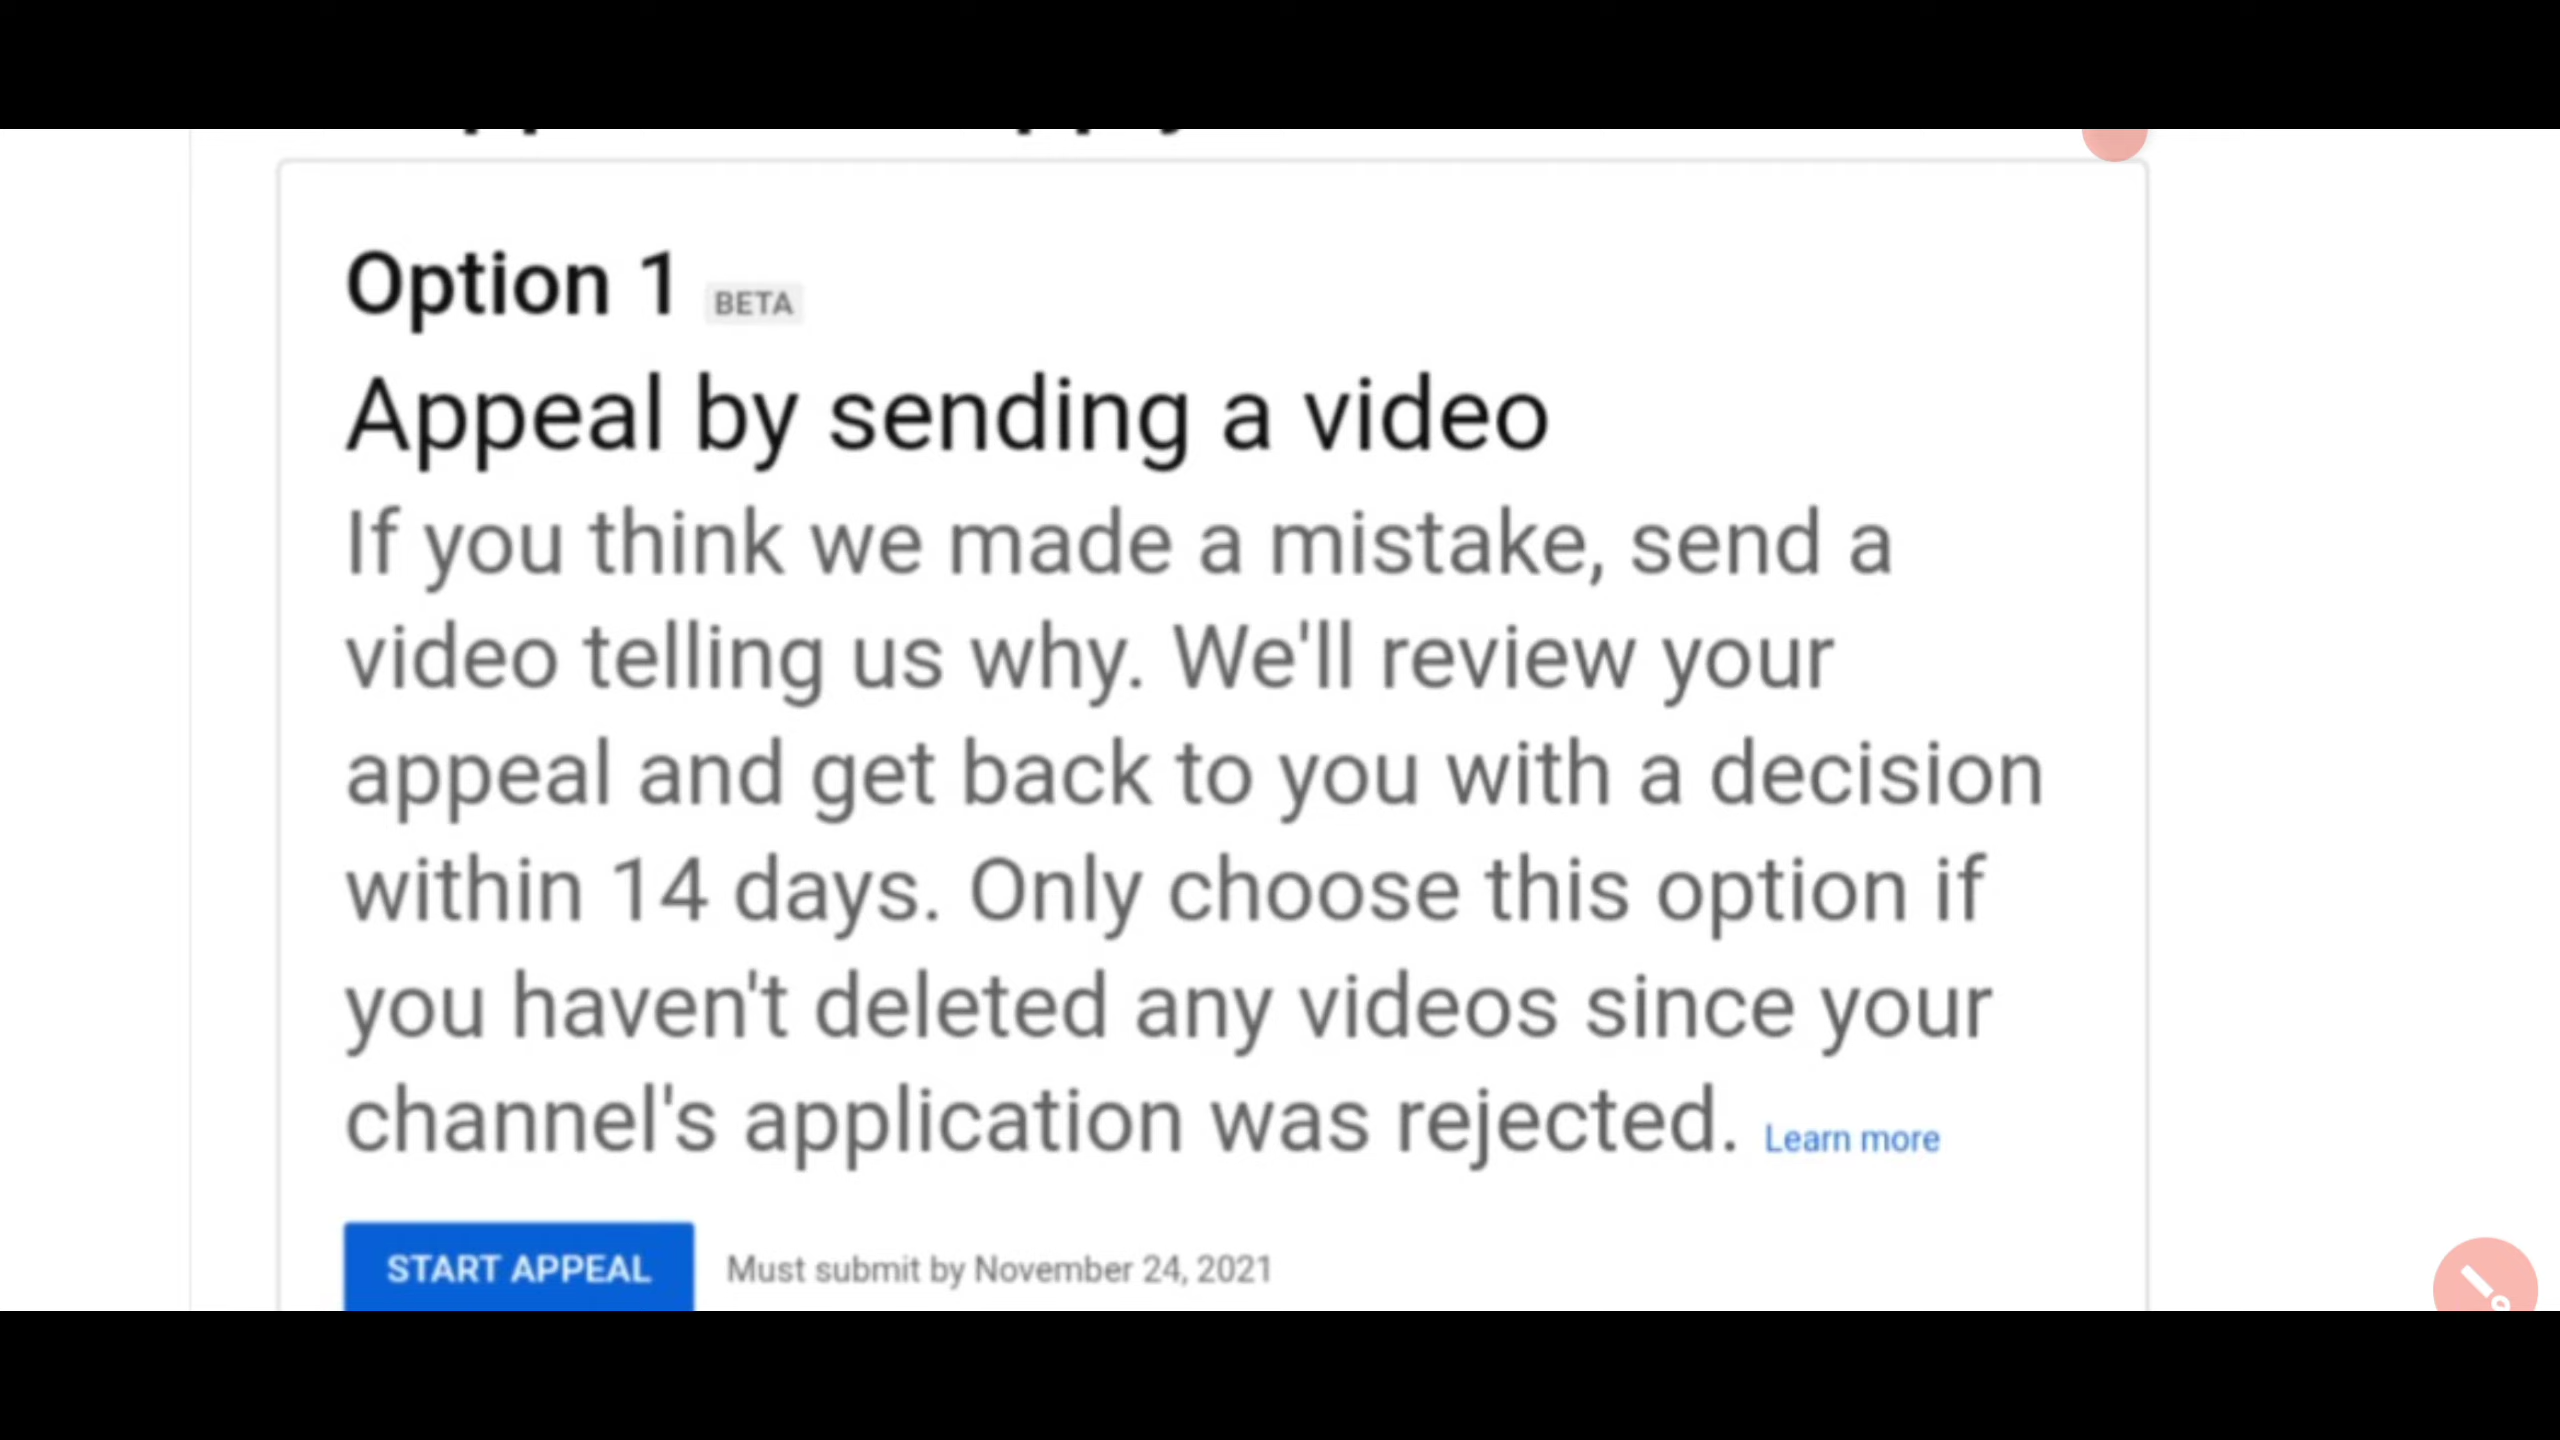 Option 1 BETA
Appeal by sending a video
If you think we made a mistake, send a
video telling us why. We'll review your
appeal and get back to you with a decision
within 14 days. Only choose this option if
you haven't deleted any videos since your
channel's application was rejected. Learn more
START APPEAL Must submit by November 24, 2021